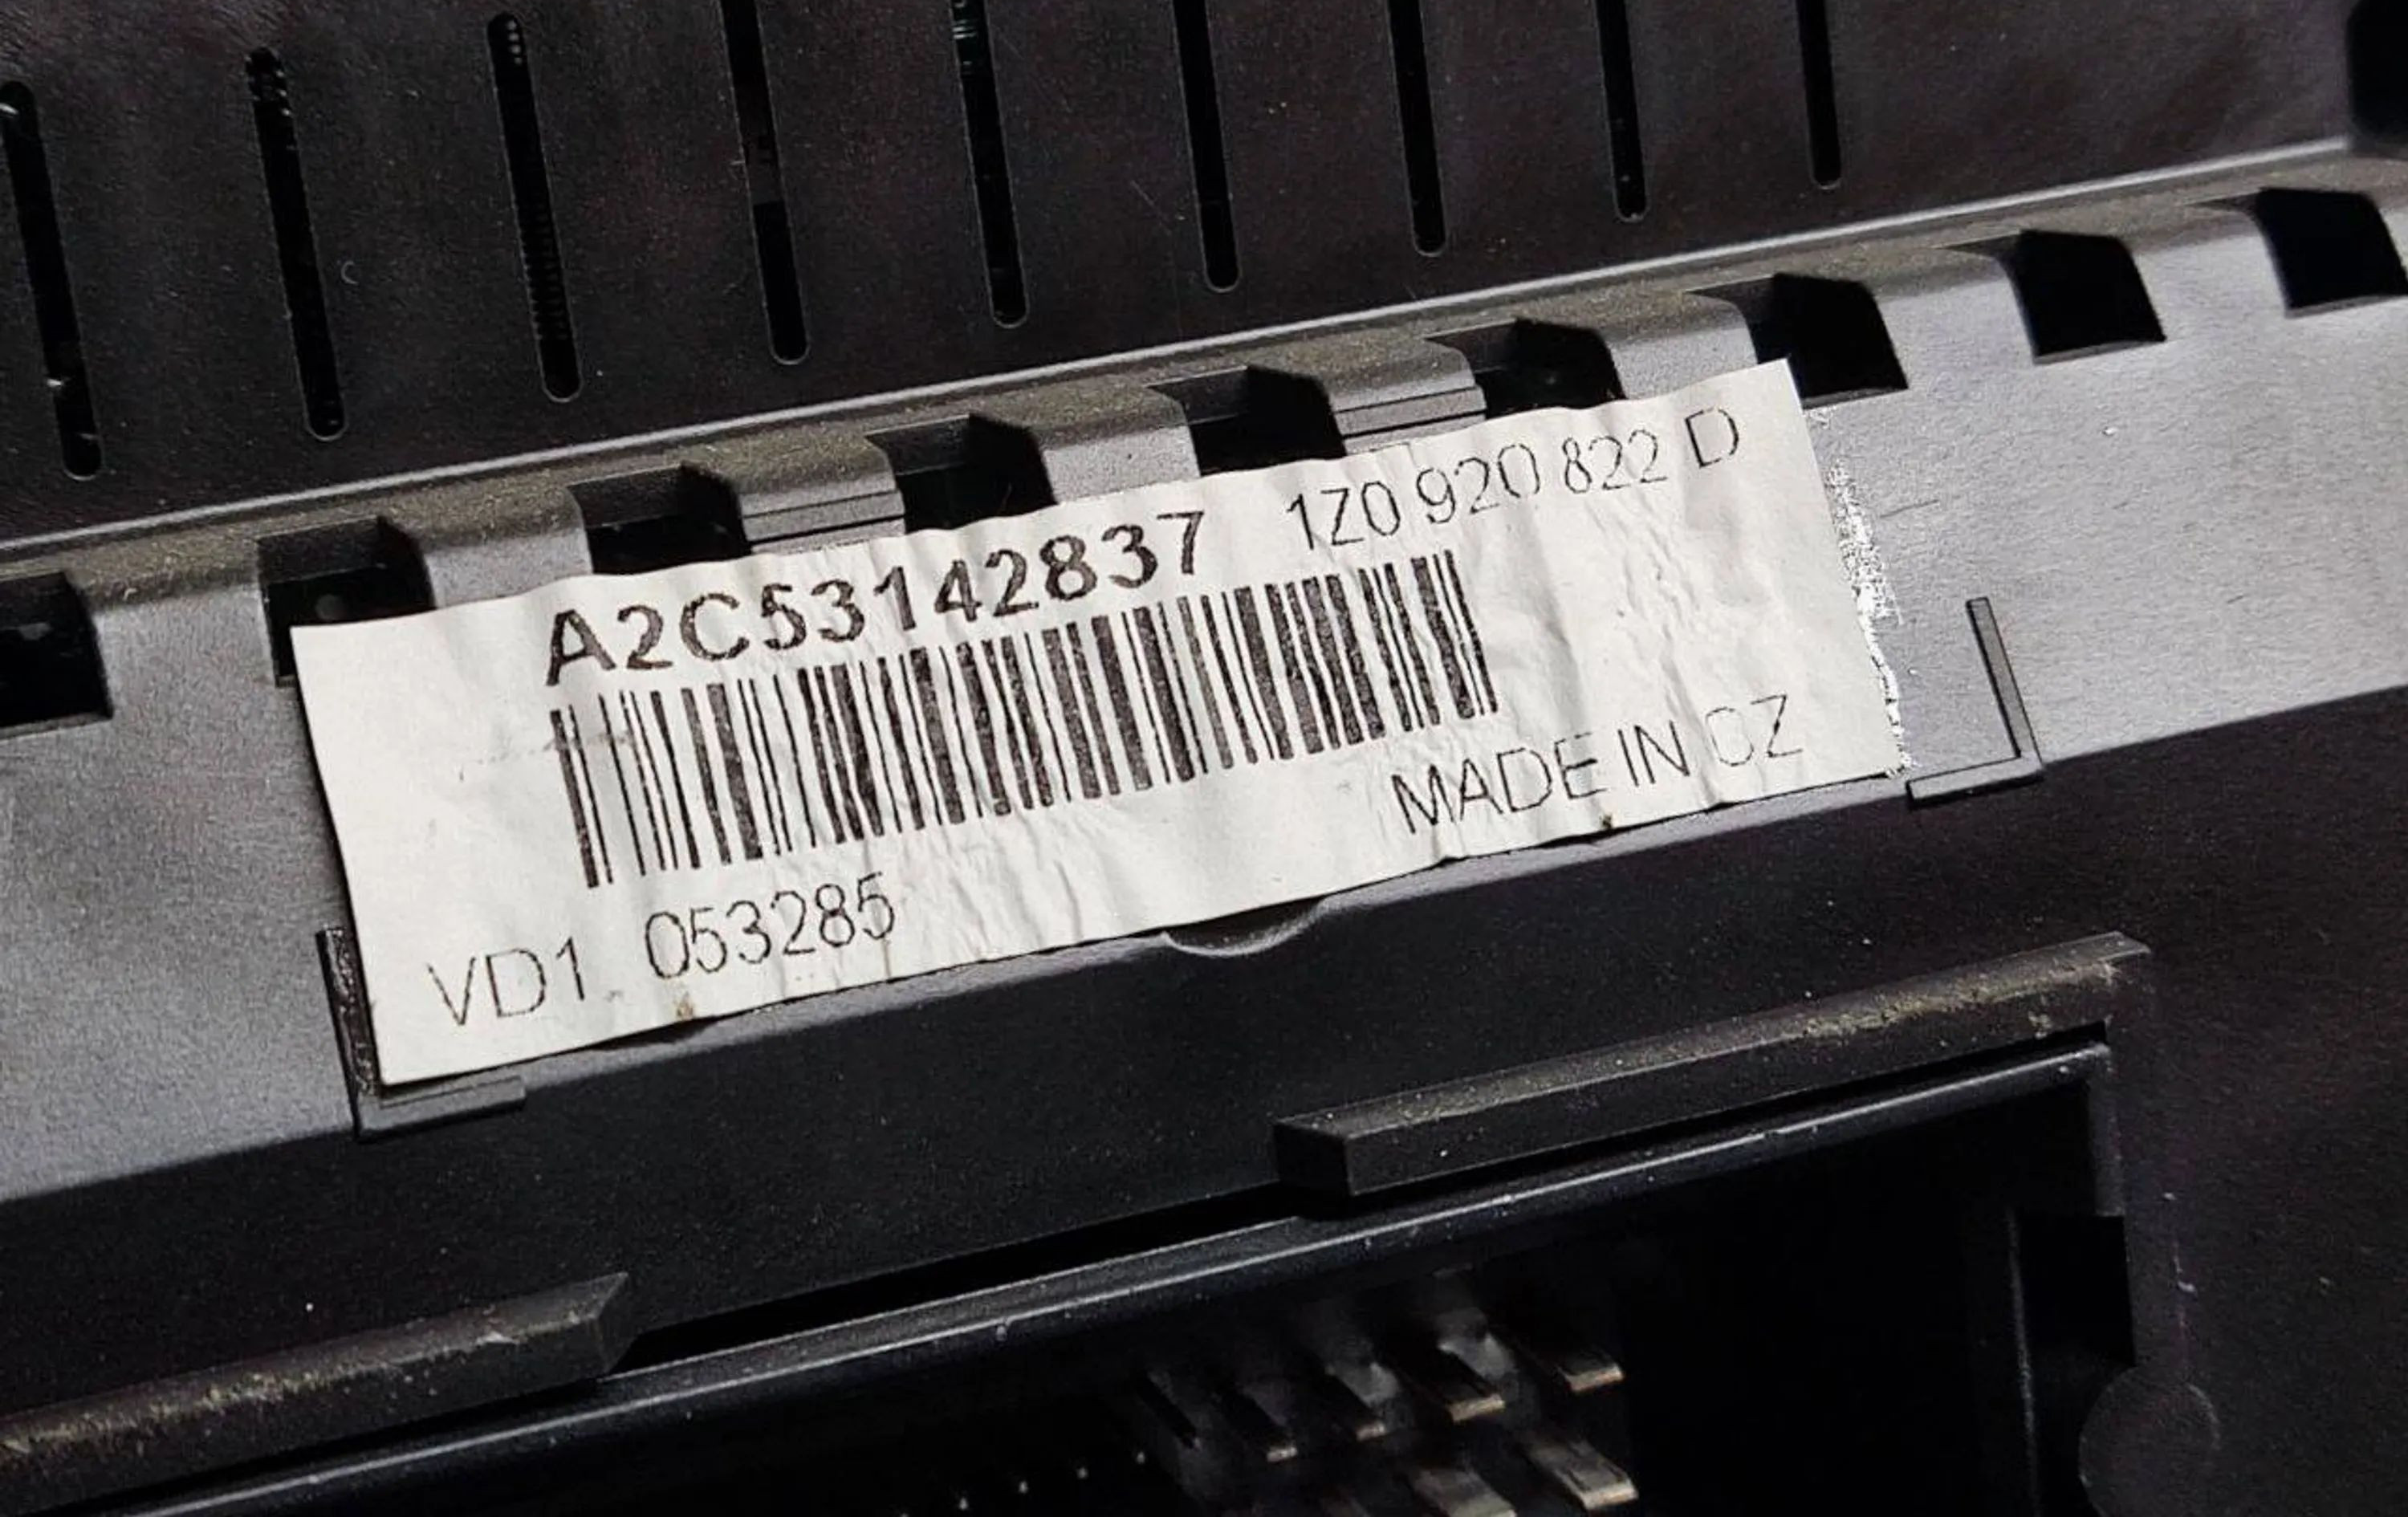 A2C53142837 1Z0 920 822 D
MADE IN CZ
VD1 053285